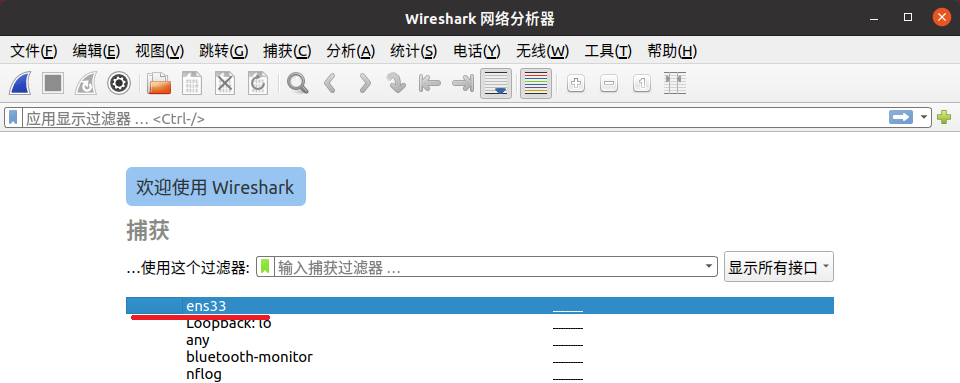 Wireshark 网络分析器
文件(F) 编辑(E) 视图(V) 跳转(G) 捕获(C) 分析(A) 统计(S) 电话(Y) 无线(W) 工具(T) 帮助(H)
应用显示过滤器 … <Ctrl-/>
欢迎使用 Wireshark
捕获
…使用这个过滤器: 输入捕获过滤器 … 显示所有接口
ens33
Loopback: lo
any
bluetooth-monitor
nflog